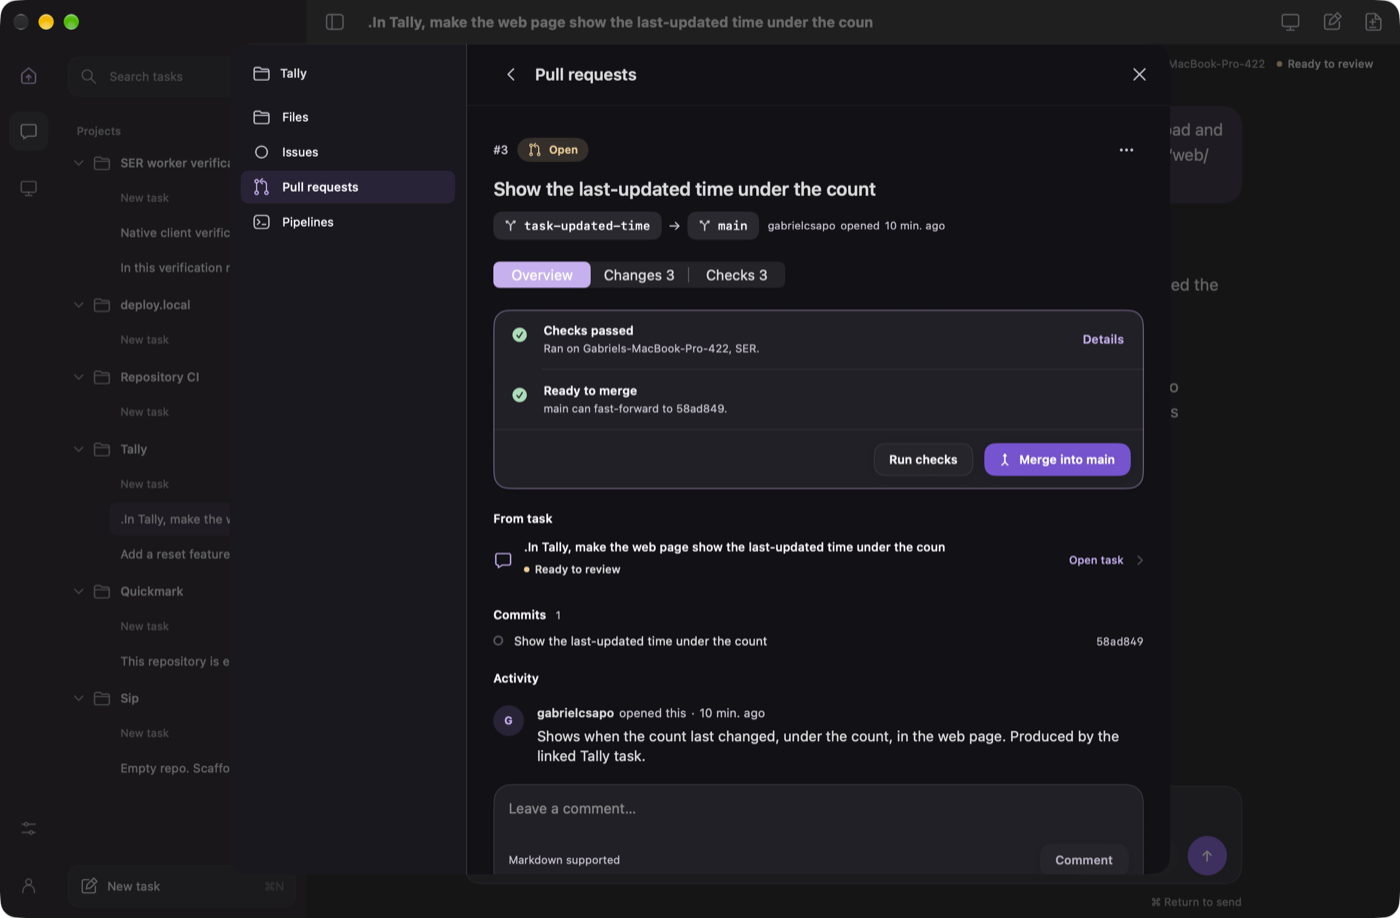 .In Tally, make the web page show the last-updated time under the coun
Search tasks
Projects
SER worker verifica
New task
Native client verific
In this verification r
deploy.local
New task
Repository CI
New task
Tally
New task
.In Tally, make the w
Add a reset feature
Quickmark
New task
This repository is e
Sip
New task
Empty repo. Scaffo
New task
⌘N
Tally
Files
Issues
Pull requests
Pipelines
Pull requests
#3
Open
Show the last-updated time under the count
task-updated-time → main gabrielcsapo opened 10 min. ago
Overview
Changes 3
Checks 3
Checks passed
Ran on Gabriels-MacBook-Pro-422, SER.
Details
Ready to merge
main can fast-forward to 58ad849.
Run checks
Merge into main
From task
.In Tally, make the web page show the last-updated time under the coun
Ready to review
Open task
Commits 1
Show the last-updated time under the count
58ad849
Activity
G
gabrielcsapo opened this · 10 min. ago
Shows when the count last changed, under the count, in the web page. Produced by the
linked Tally task.
Leave a comment...
Markdown supported
Comment
MacBook-Pro-422
Ready to review
ad and
/web/
ed the
o
s
⌘ Return to send